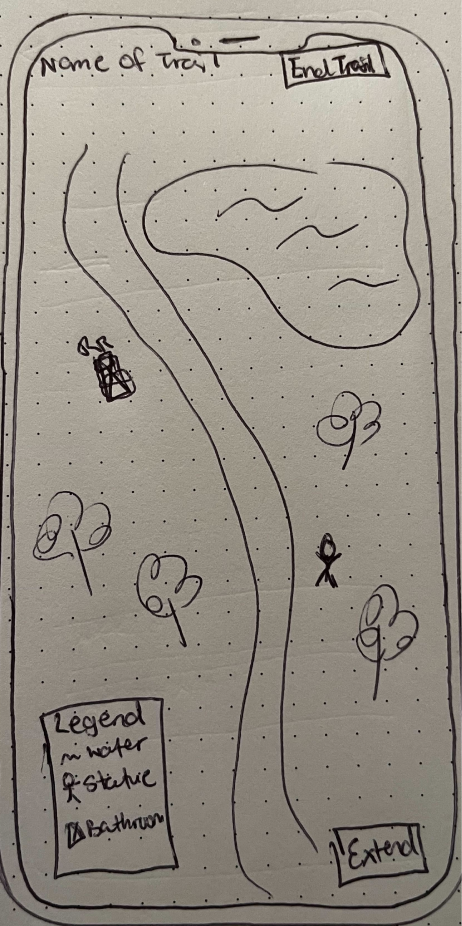 Name of Trail
End Trail
Legend
water
Statue
Bathroom
Extend